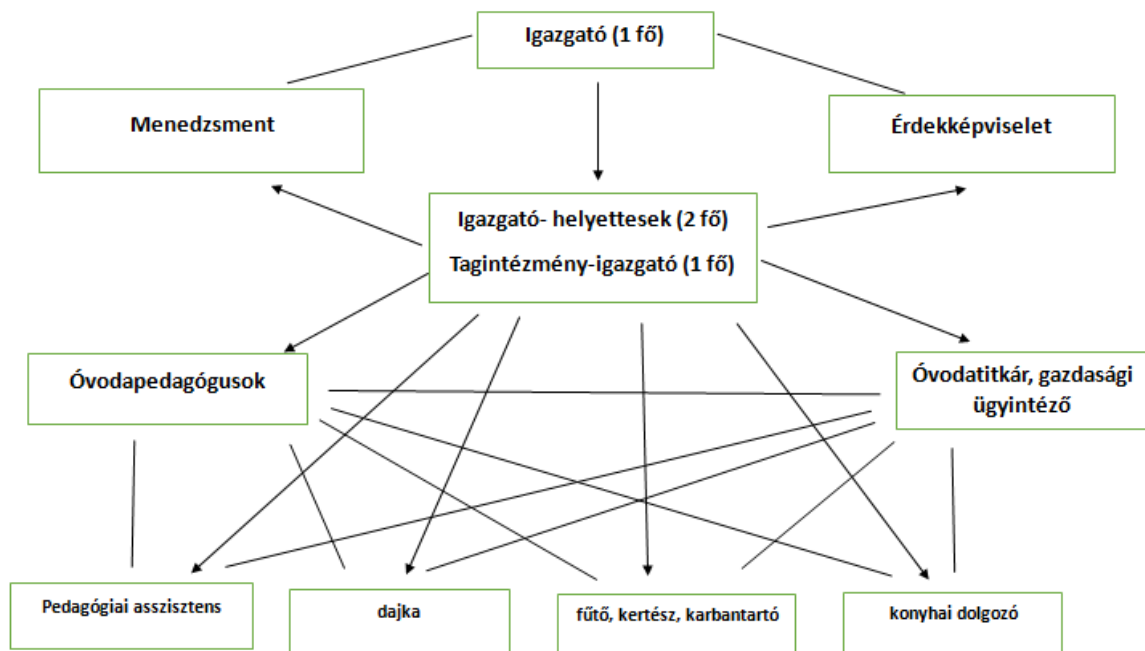 Igazgató (1 fő)
Menedzsment
Érdekképviselet
Igazgató- helyettesek (2 fő)
Tagintézmény-igazgató (1 fő)
Óvodapedagógusok
Óvodatitkár, gazdasági
ügyintéző
Pedagógiai asszisztens
dajka
fűtő, kertész, karbantartó
konyhai dolgozó